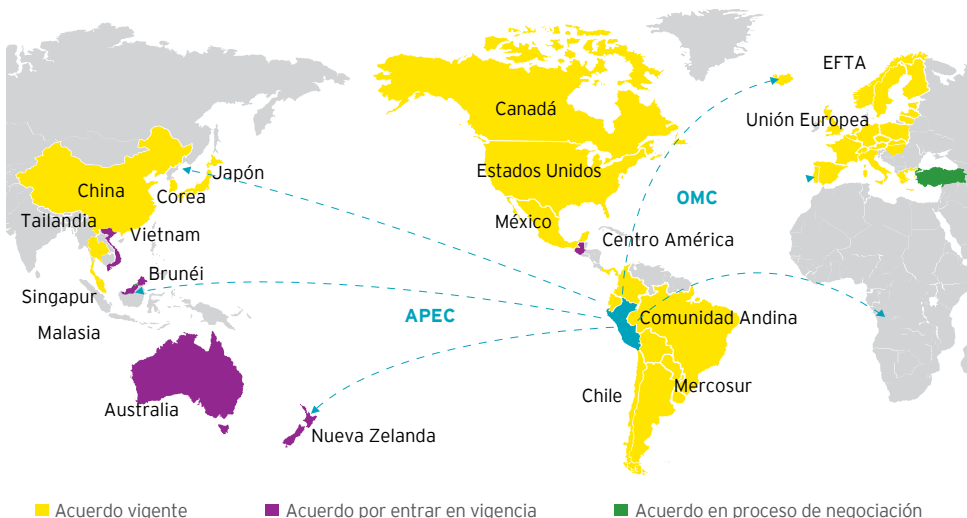 EFTA
Canadá
Unión Europea
Japón
Estados Unidos
China
Corea
OMC
Tailandia
México
Vietnam
Centro América
Brunéi
Singapur
APEC
Comunidad Andina
Malasia
Mercosur
Chile
Australia
Nueva Zelanda
Acuerdo vigente
Acuerdo por entrar en vigencia
Acuerdo en proceso de negociación